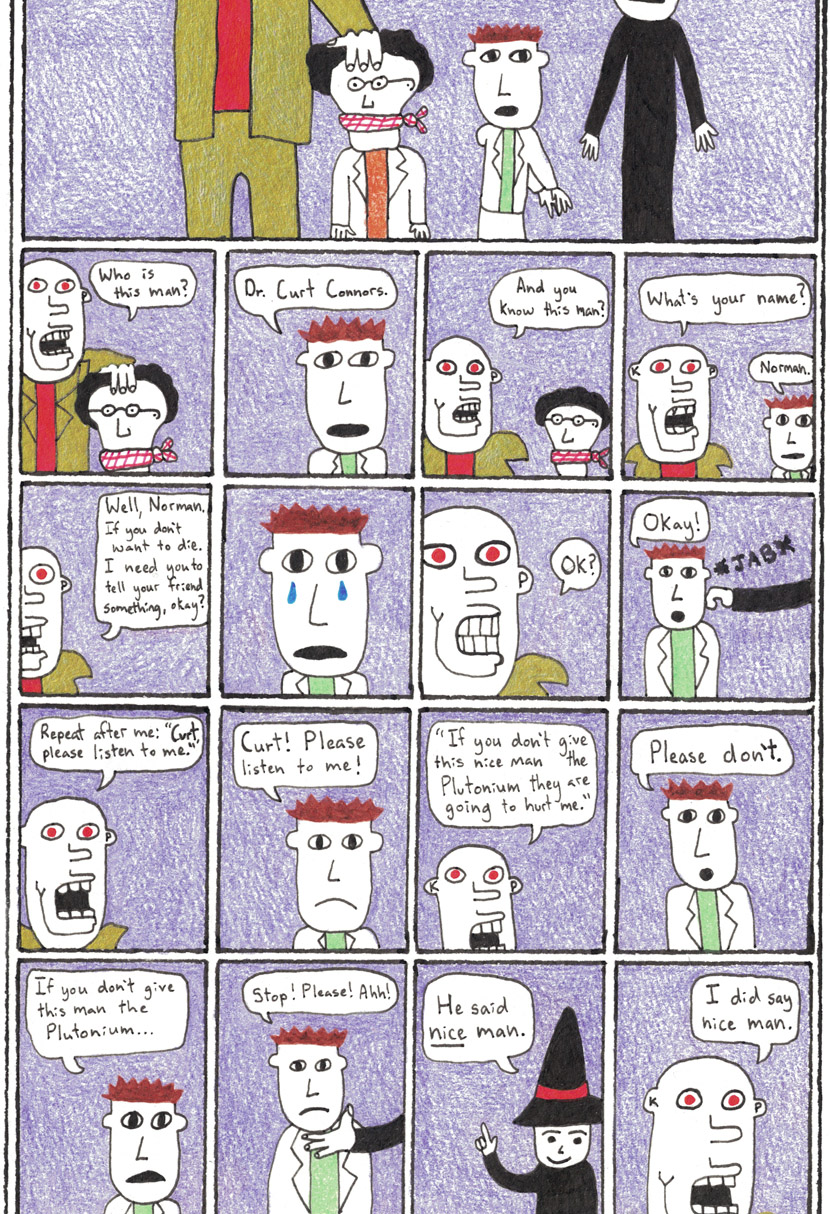 Who is
this man?
Dr. Curt Connors.
And you
know this man?
What's your name?
K
P
Norman.
Well, Norman,
If you don't
want to die.
I need you to
tell your friend
something, okay?
P
OK?
Okay!
*JAB*
Repeat after me: "Curt,
please listen to me."
Curt! Please
listen to me!
"If you don't give
this nice man the
Plutonium they are
going to hurt me."
Please don't.
If you don't give
this man the
Plutonium...
Stop! Please! Ahh!
He said
nice man.
I did say
nice man.
K
P